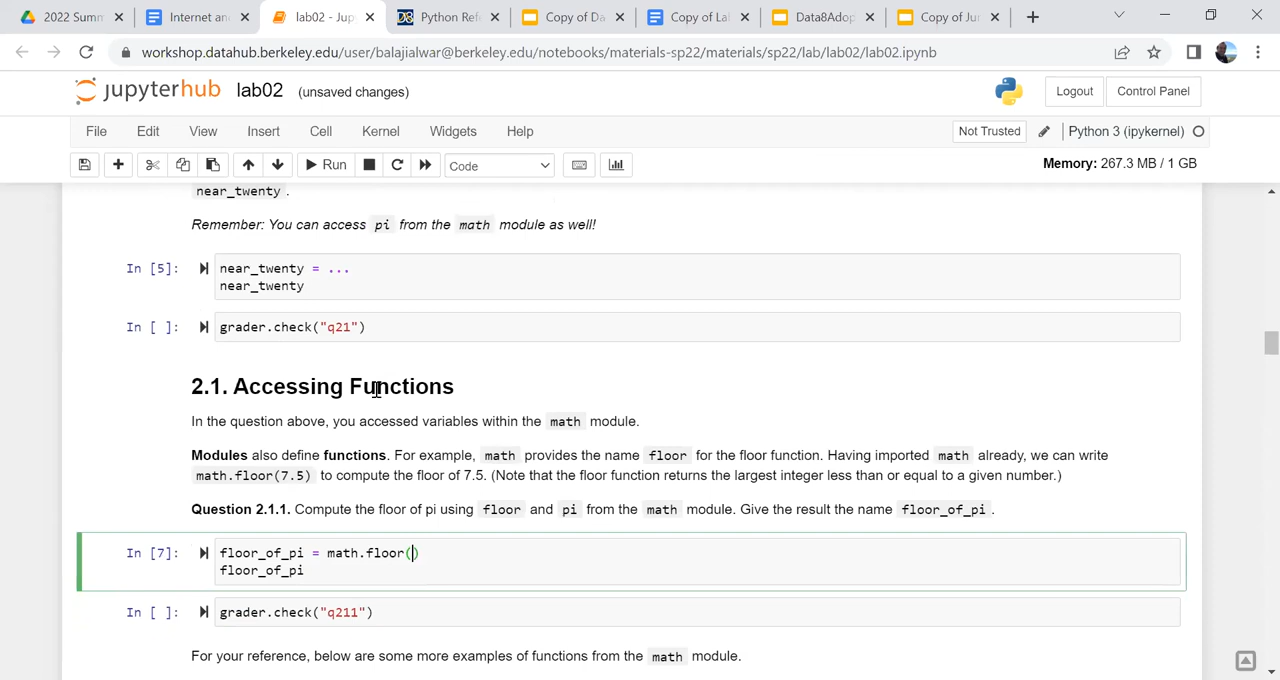 2022 Summ
Internet and
lab02 - Jup
Python Ref
Copy of Da
Copy of Lal
Data8Adop
Copy of Jur
workshop.datahub.berkeley.edu/user/balajialwar@berkeley.edu/notebooks/materials-sp22/materials/sp22/lab/lab02/lab02.ipynb
jupyterhub lab02 (unsaved changes)
Logout
Control Panel
File Edit View Insert Cell Kernel Widgets Help
Not Trusted
Python 3 (ipykernel)
Run
Code
Memory: 267.3 MB / 1 GB
near_twenty .
Remember: You can access pi from the math module as well!
In [5]: near_twenty = ...
near_twenty
In [ ]: grader.check("q21")
2.1. Accessing Functions
In the question above, you accessed variables within the math module.
Modules also define functions. For example, math provides the name floor for the floor function. Having imported math already, we can write
math.floor(7.5) to compute the floor of 7.5. (Note that the floor function returns the largest integer less than or equal to a given number.)
Question 2.1.1. Compute the floor of pi using floor and pi from the math module. Give the result the name floor_of_pi .
In [7]: floor_of_pi = math.floor()
floor_of_pi
In [ ]: grader.check("q211")
For your reference, below are some more examples of functions from the math module.